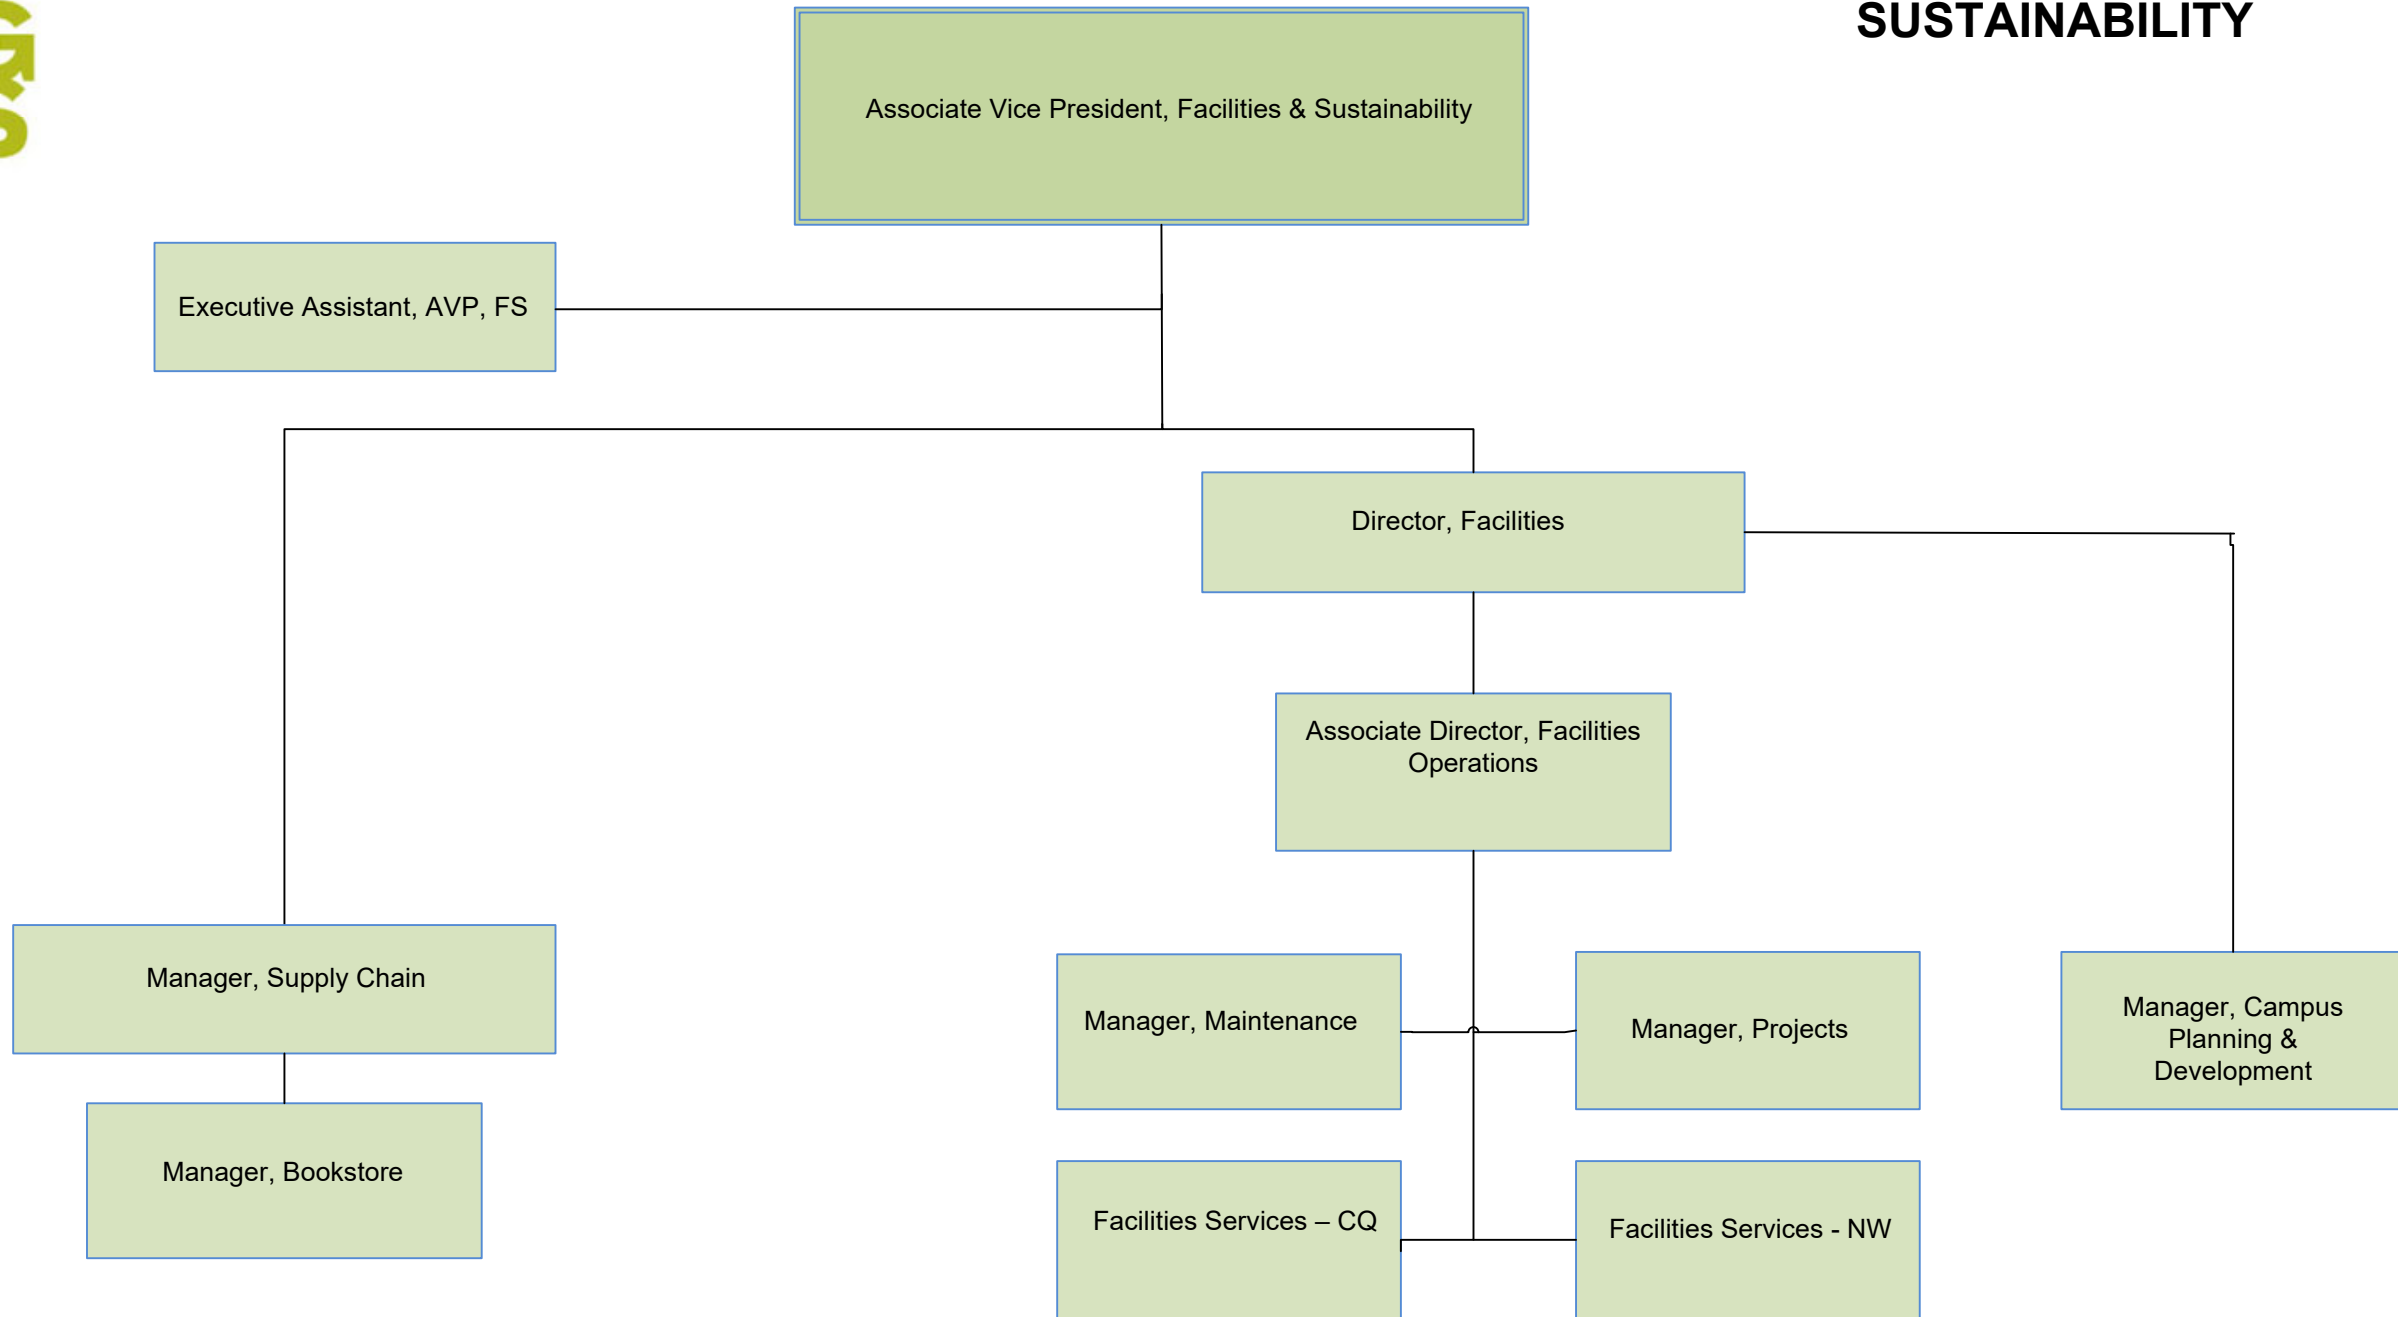 SUSTAINABILITY
Associate Vice President, Facilities & Sustainability
Executive Assistant, AVP, FS
Director, Facilities
Associate Director, Facilities
Operations
Manager, Supply Chain
Manager, Maintenance
Manager, Projects
Manager, Campus
Planning &
Development
Manager, Bookstore
Facilities Services – CQ
Facilities Services - NW